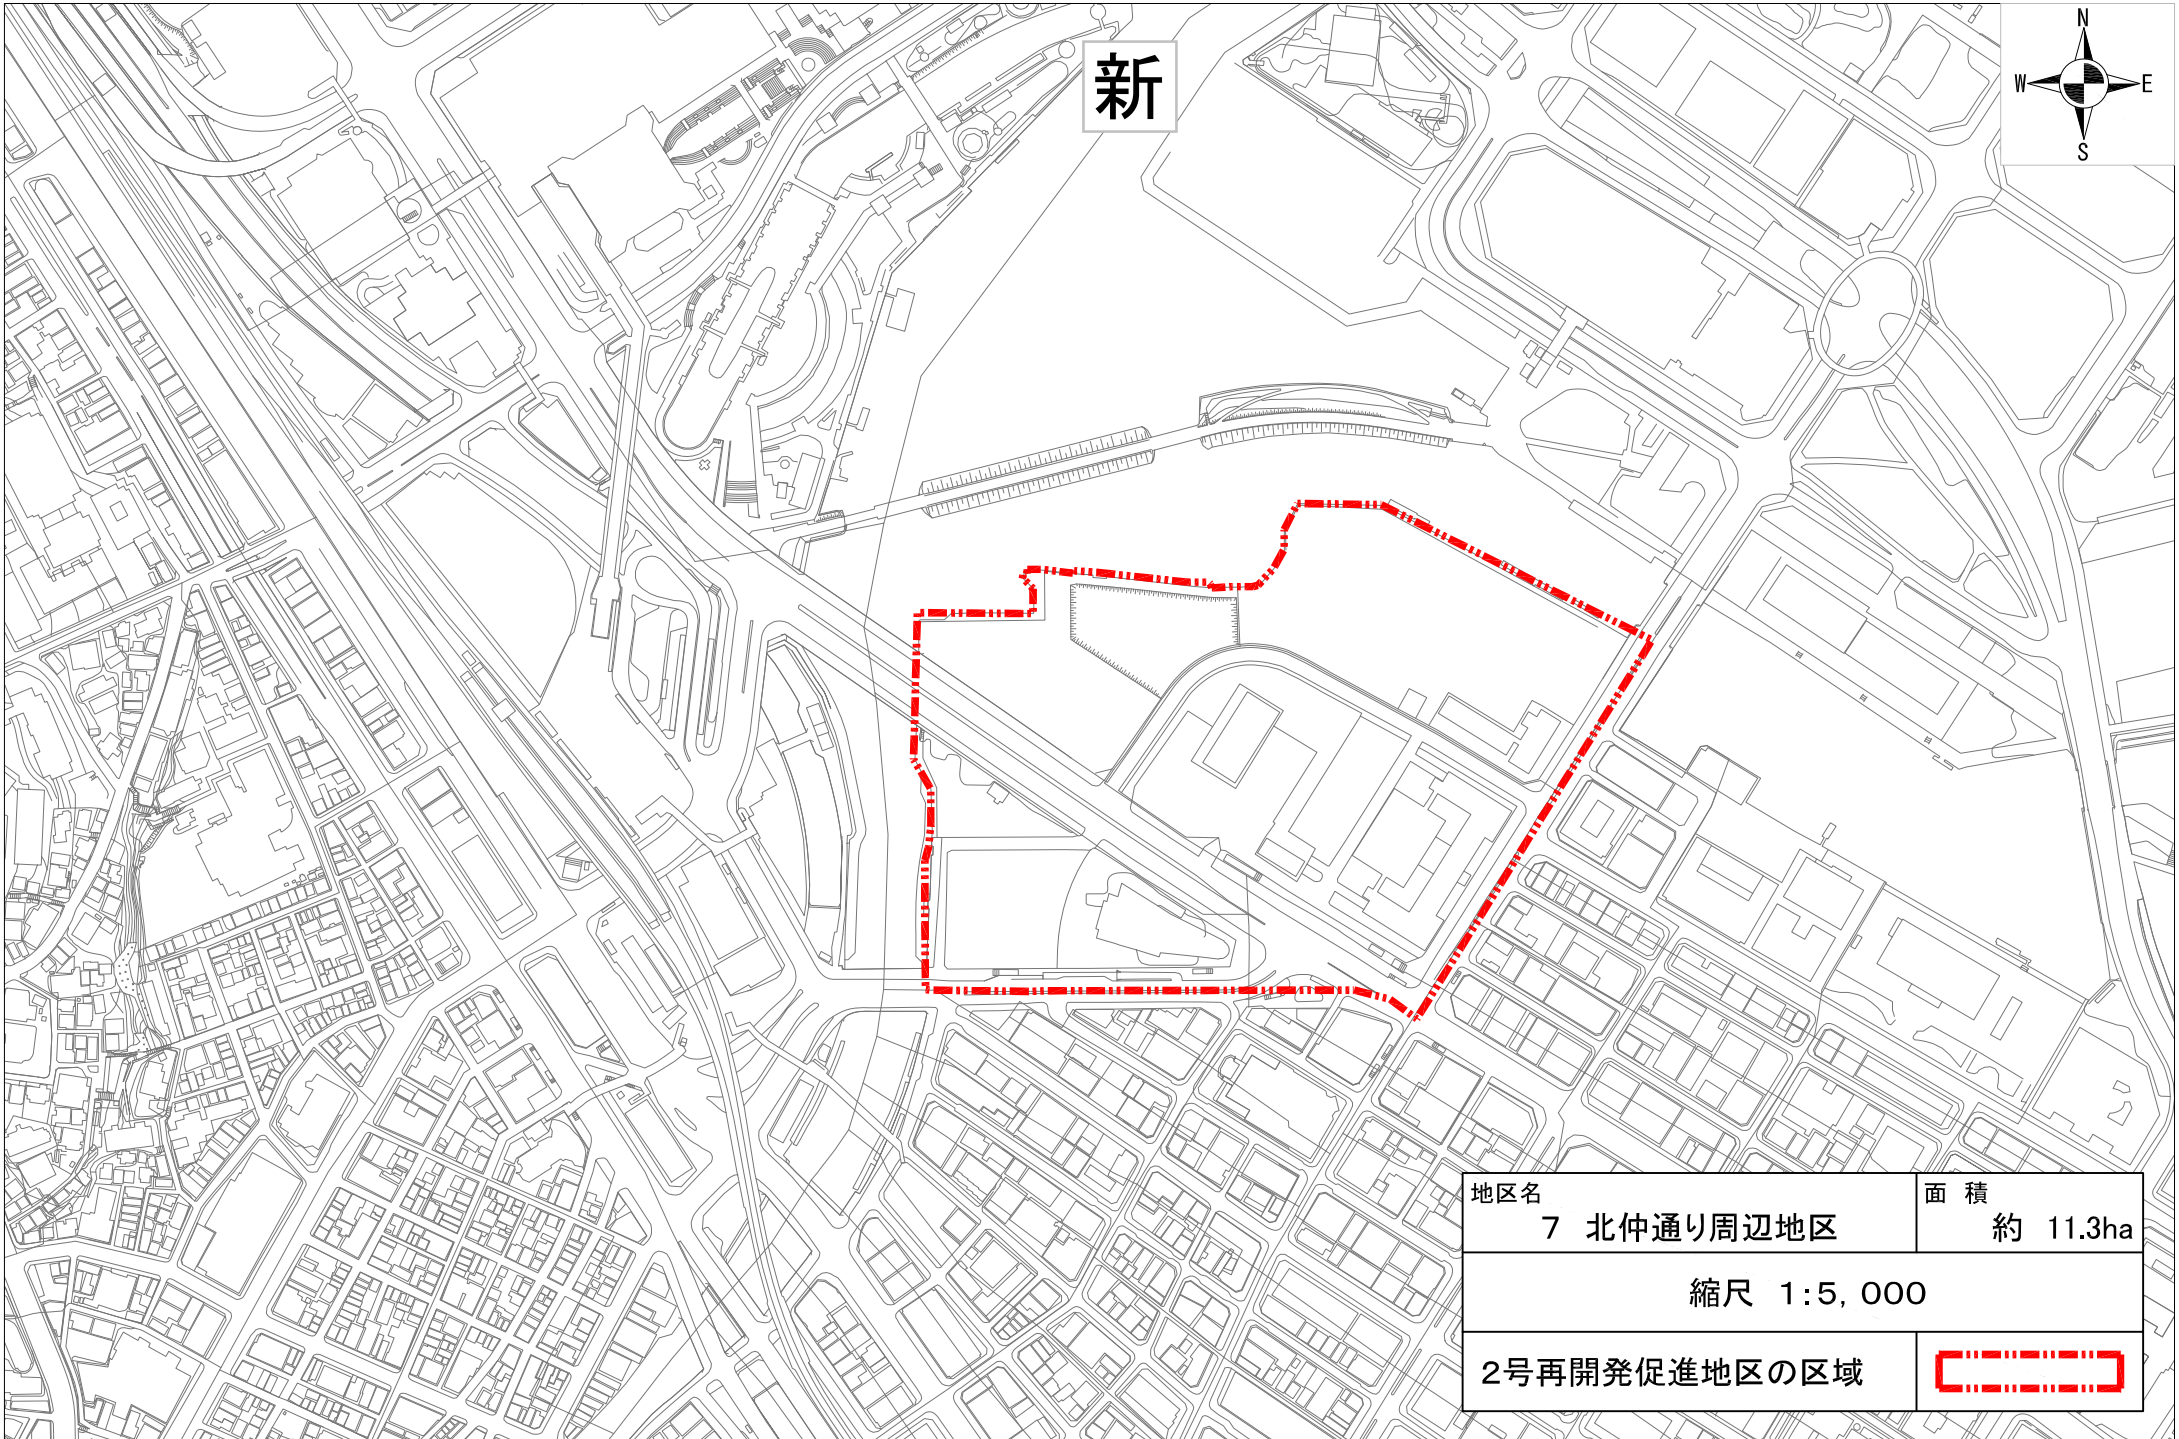 新
N
W E
S
地区名
7 北仲通り周辺地区
面 積
約 11.3ha
縮尺 1:5,000
2号再開発促進地区の区域